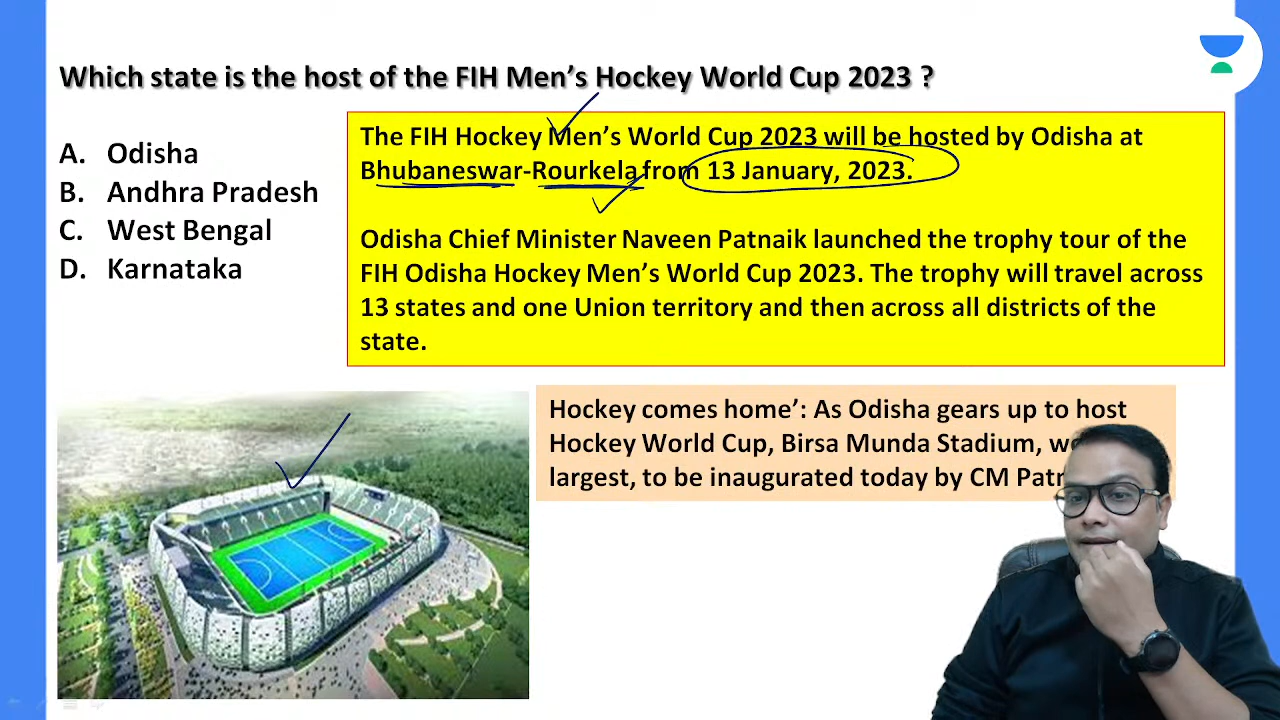 Which state is the host of the FIH Men’s Hockey World Cup 2023 ?
A. Odisha
B. Andhra Pradesh
C. West Bengal
D. Karnataka
The FIH Hockey Men’s World Cup 2023 will be hosted by Odisha at
Bhubaneswar-Rourkela from 13 January, 2023.
Odisha Chief Minister Naveen Patnaik launched the trophy tour of the
FIH Odisha Hockey Men’s World Cup 2023. The trophy will travel across
13 states and one Union territory and then across all districts of the
state.
Hockey comes home’: As Odisha gears up to host
Hockey World Cup, Birsa Munda Stadium,
largest, to be inaugurated today by CM